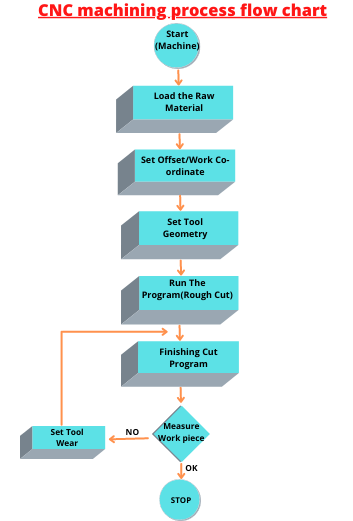 CNC machining process flow chart
Start
(Machine)
Load the Raw
Material
Set Offset/Work Co-
ordinate
Set Tool
Geometry
Run The
Program(Rough Cut)
Finishing Cut
Program
Measure
Work piece
NO
Set Tool
Wear
OK
STOP